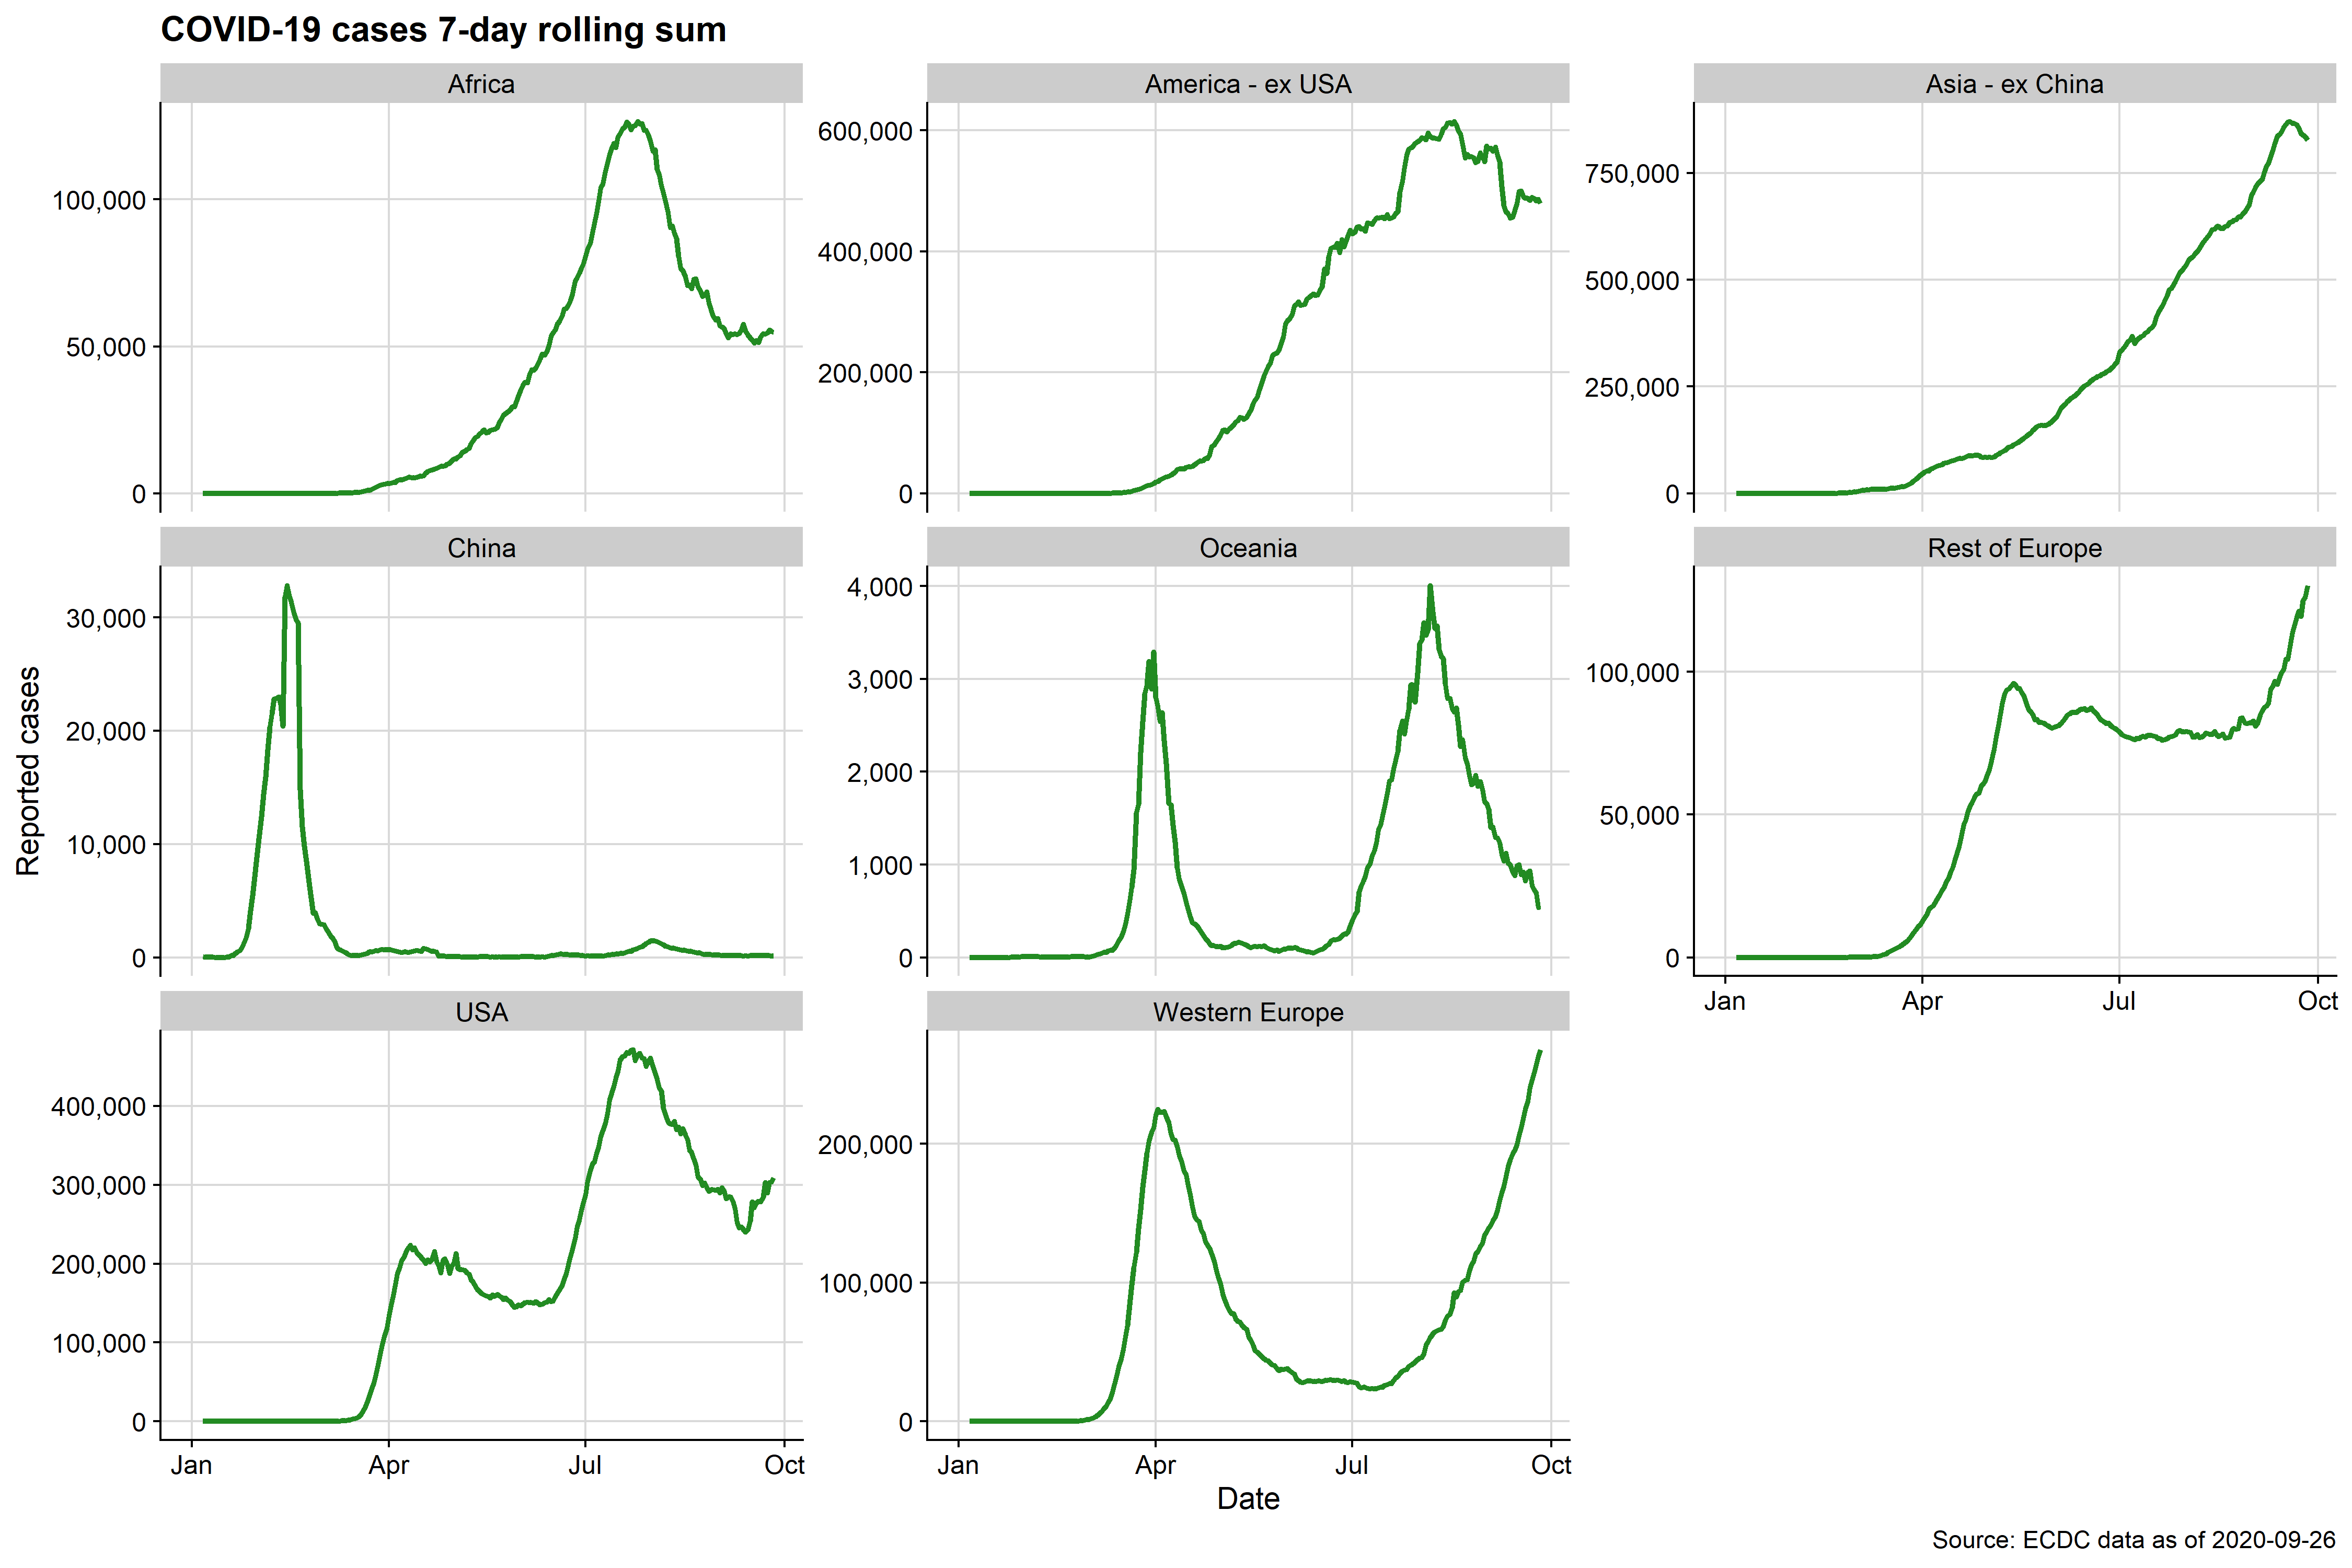 COVID-19 cases 7-day rolling sum
Africa
America - ex USA
Asia - ex China
100,000
50,000
0
600,000
400,000
200,000
0
750,000
500,000
250,000
0
China
Oceania
Rest of Europe
Reported cases
30,000
20,000
10,000
0
4,000
3,000
2,000
1,000
0
100,000
50,000
0
Jan Apr Jul Oct
USA
Western Europe
400,000
300,000
200,000
100,000
0
200,000
100,000
0
Jan Apr Jul Oct
Jan Apr Jul Oct
Date
Source: ECDC data as of 2020-09-26